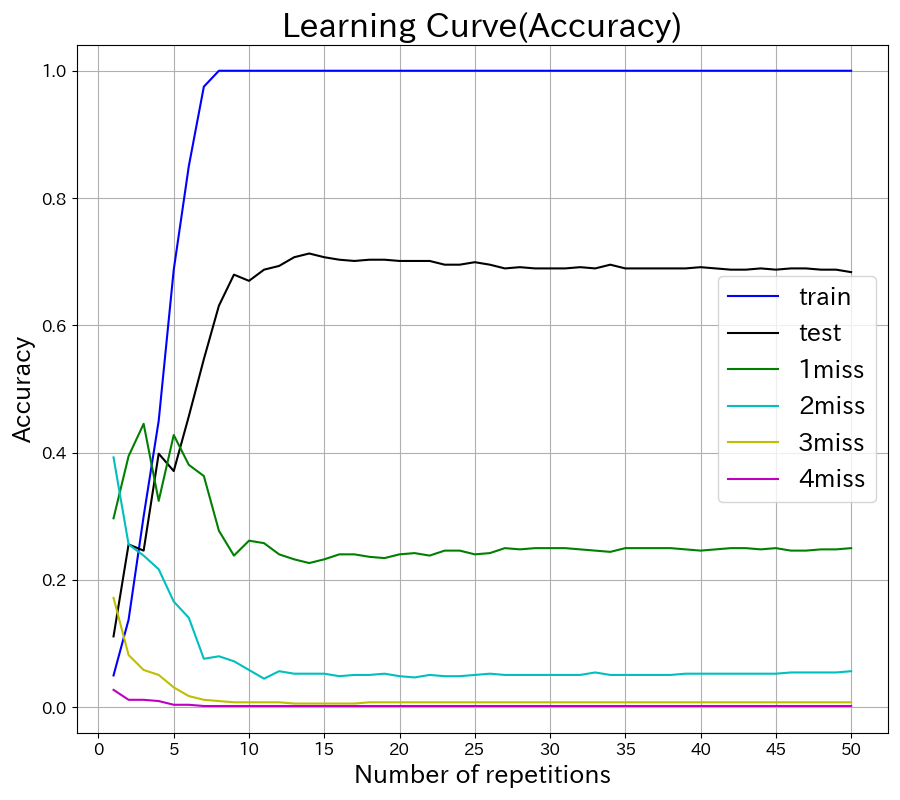 Learning Curve(Accuracy)
Accuracy
1.0
0.8
0.6
0.4
0.2
0.0
train
test
1miss
2miss
3miss
4miss
0 5 10 15 20 25 30 35 40 45 50
Number of repetitions